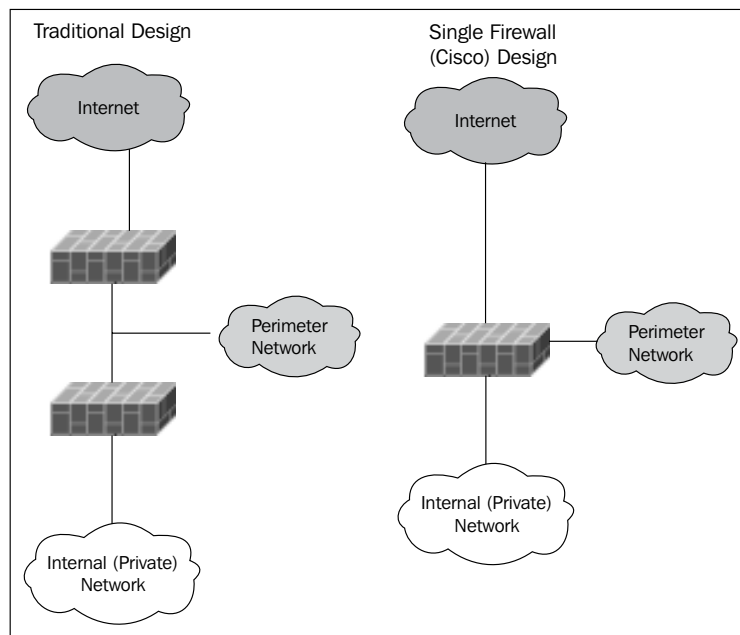 Traditional Design
Internet
Perimeter
Network
Internal (Private)
Network
Single Firewall
(Cisco) Design
Internet
Perimeter
Network
Internal (Private)
Network